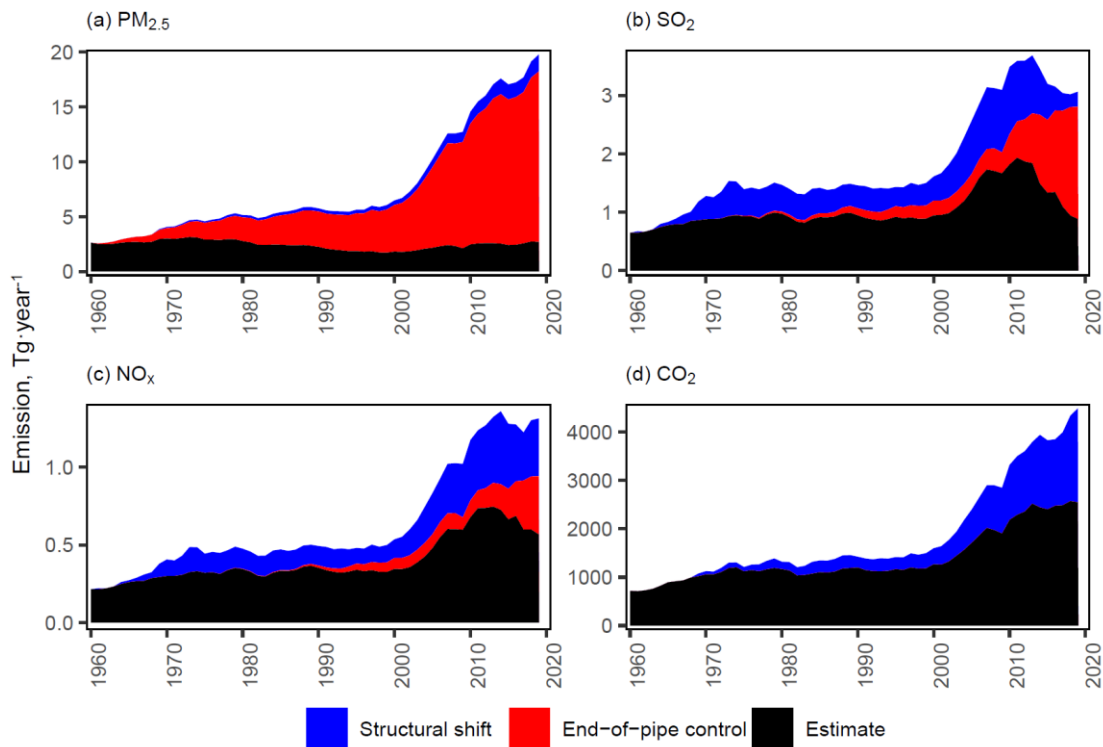 (a) PM₂.₅
20
15
10
5
0
1960 1970 1980 1990 2000 2010 2020
(b) SO₂
3
2
1
0
1960 1970 1980 1990 2000 2010 2020
Emission, Tg·year⁻¹
(c) NOₓ
1.0
0.5
0.0
1960 1970 1980 1990 2000 2010 2020
(d) CO₂
4000
3000
2000
1000
0
1960 1970 1980 1990 2000 2010 2020
Structural shift End−of−pipe control Estimate